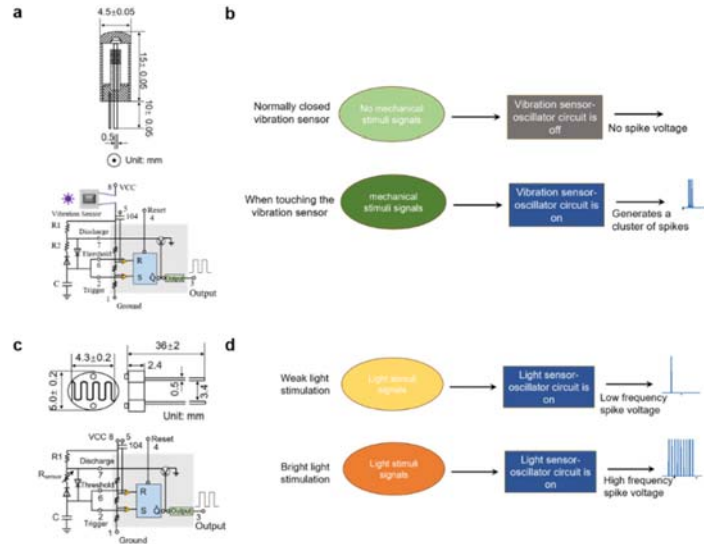 a
4.5±0.05
15± 0.05
10± 0.05
0.5
Unit: mm
8 VCC
Vibration Sensor
5
104
Reset
4
R1
Discharge
7
R2
Threshold
6
R
S
Q
C
2
Trigger
Output
3
Output
1
Ground
b
Normally closed
vibration sensor
No mechanical
stimuli signals
Vibration sensor-
oscillator circuit is
off
No spike voltage
When touching the
vibration sensor
mechanical
stimuli signals
Vibration sensor-
oscillator circuit is
on
Generates a
cluster of spikes
c
36±2
4.3±0.2
2.4
5.0± 0.2
0.5
3.4
Unit: mm
VCC 8
5
104
Reset
4
R1
Discharge
7
Rsensor
Threshold
6
R
S
Q
C
2
Trigger
Output
3
Output
1
Ground
d
Weak light
stimulation
Light stimuli
signals
Light sensor-
oscillator circuit is
on
Low frequency
spike voltage
Bright light
stimulation
Light stimuli
signals
Light sensor-
oscillator circuit is
on
High frequency
spike voltage